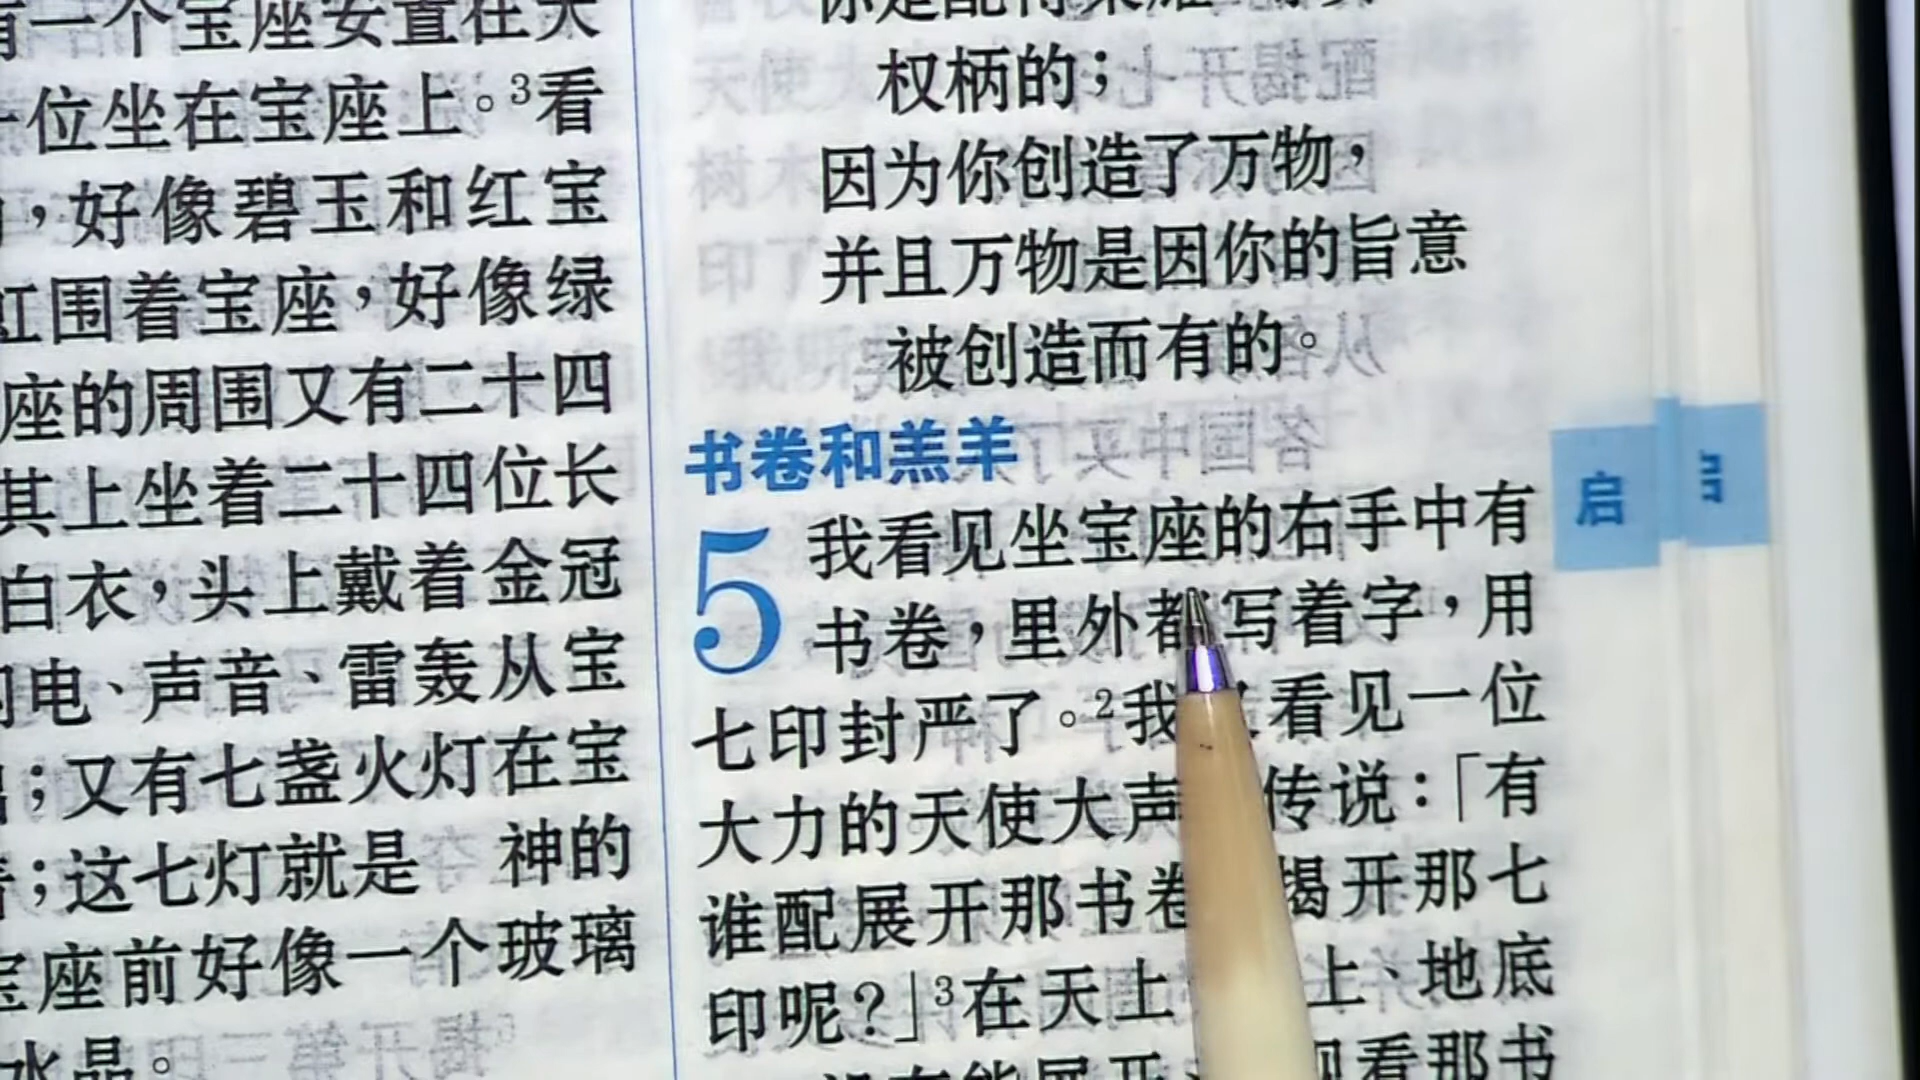 一个宝座安置在天
位坐在宝座上。3看
,好像碧玉和红宝
虹围着宝座,好像绿
座的周围又有二十四
其上坐着二十四位长
白衣,头上戴着金冠
电、声音、雷轰从宝
;又有七盏火灯在宝
;这七灯就是 神的
座前好像一个玻璃
水晶。
权柄的;
因为你创造了万物,
并且万物是因你的旨意
被创造而有的。
书卷和羔羊
5 我看见坐宝座的右手中有
书卷,里外都写着字,用
七印封严了。2我 看见一位
大力的天使大声 传说:「有
谁配展开那书卷 揭开那七
印呢?」3在天上 上、地底
能展开 观看那书
启